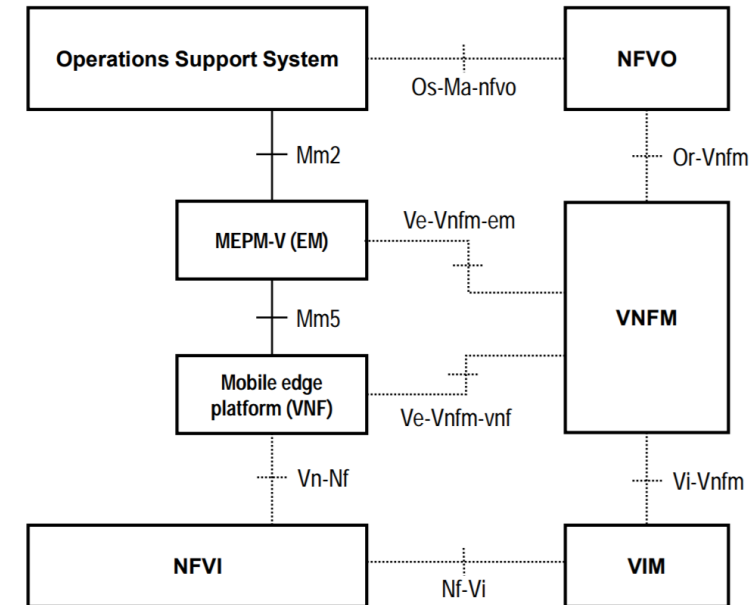 Operations Support System
NFVO
Os-Ma-nfvo
Mm2
Or-Vnfm
MEPM-V (EM)
Ve-Vnfm-em
Mm5
VNFM
Mobile edge
platform (VNF)
Ve-Vnfm-vnf
Vn-Nf
Vi-Vnfm
NFVI
VIM
Nf-Vi